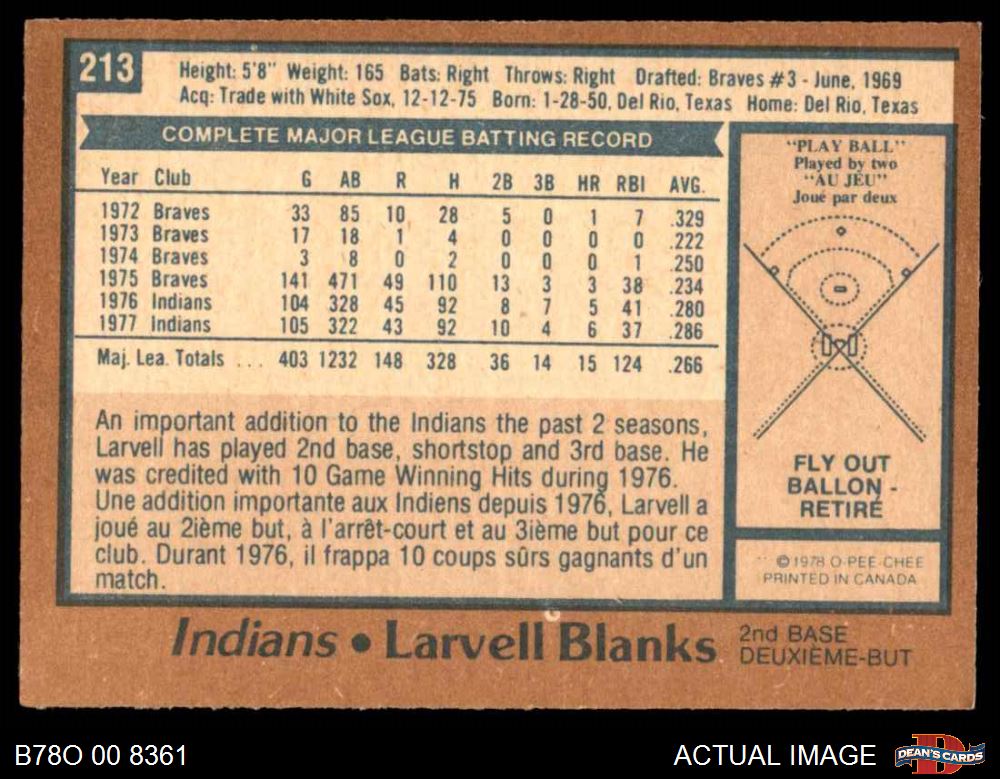 213
Height: 5'8" Weight: 165 Bats: Right Throws: Right Drafted: Braves #3 - June, 1969
Acq: Trade with White Sox, 12-12-75 Born: 1-28-50, Del Rio, Texas Home: Del Rio, Texas
COMPLETE MAJOR LEAGUE BATTING RECORD
Year Club G AB R H 2B 3B HR RBI AVG.
1972 Braves 33 85 10 28 5 0 1 7 .329
1973 Braves 17 18 1 4 0 0 0 0 .222
1974 Braves 3 8 0 2 0 0 0 1 .250
1975 Braves 141 471 49 110 13 3 3 38 .234
1976 Indians 104 328 45 92 8 7 5 41 .280
1977 Indians 105 322 43 92 10 4 6 37 .286
Maj. Lea. Totals ... 403 1232 148 328 36 14 15 124 .266
An important addition to the Indians the past 2 seasons,
Larvell has played 2nd base, shortstop and 3rd base. He
was credited with 10 Game Winning Hits during 1976.
Une addition importante aux Indiens depuis 1976, Larvell a
joué au 2ième but, à l'arrêt-court et au 3ième but pour ce
club. Durant 1976, il frappa 10 coups sûrs gagnants d'un
match.
"PLAY BALL"
Played by two
"AU JEU"
Joué par deux
FLY OUT
BALLON -
RETIRÉ
©1978 O-PEE-CHEE
PRINTED IN CANADA
Indians • Larvell Blanks
2nd BASE
DEUXIÈME-BUT
B78O 00 8361
ACTUAL IMAGE
DEAN'S CARDS